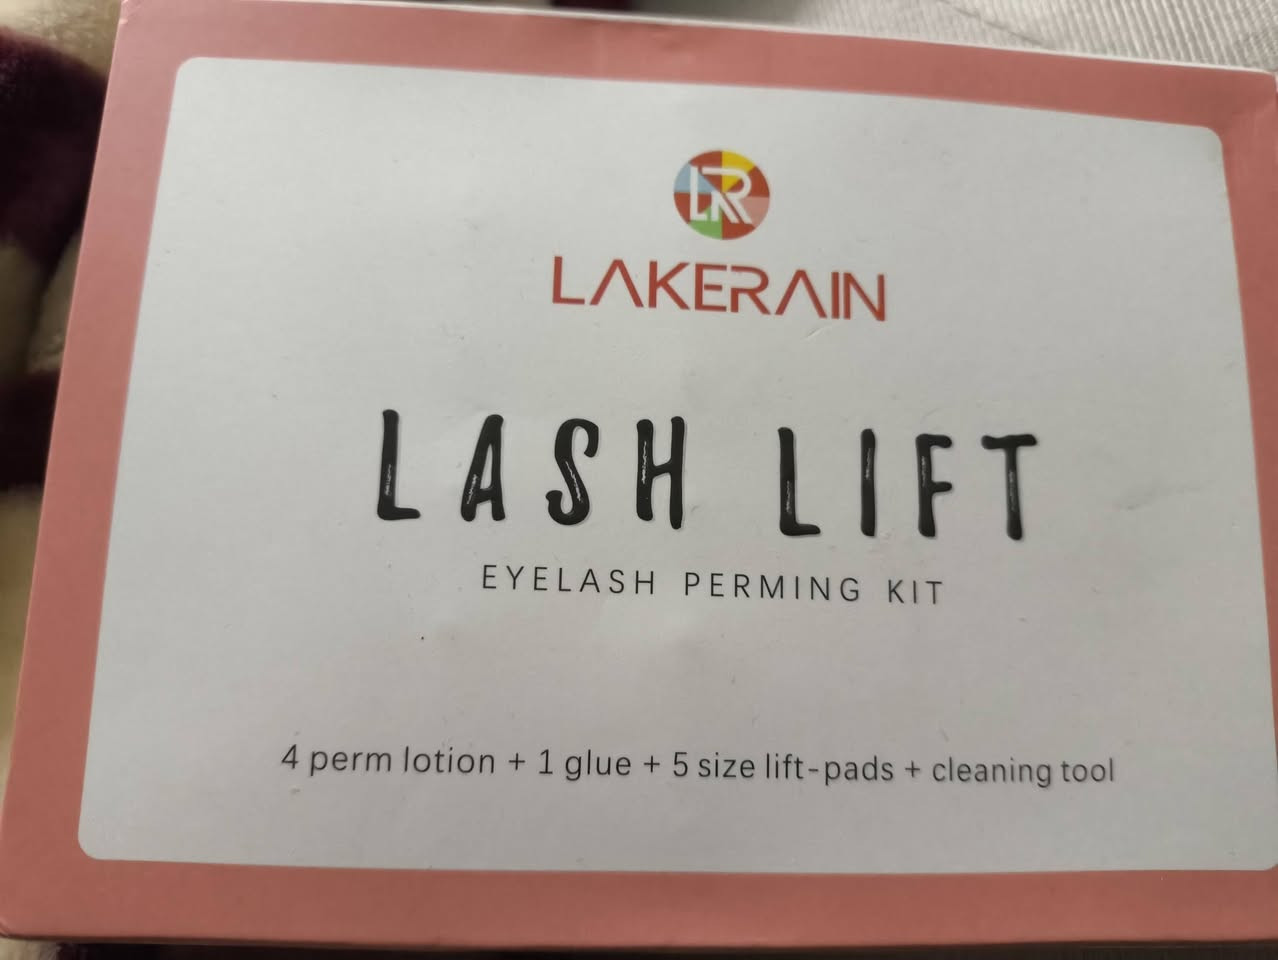 LR
LAKERAIN
LASH LIFT
EYELASH PERMING KIT
4 perm lotion + 1 glue + 5 size lift-pads + cleaning tool